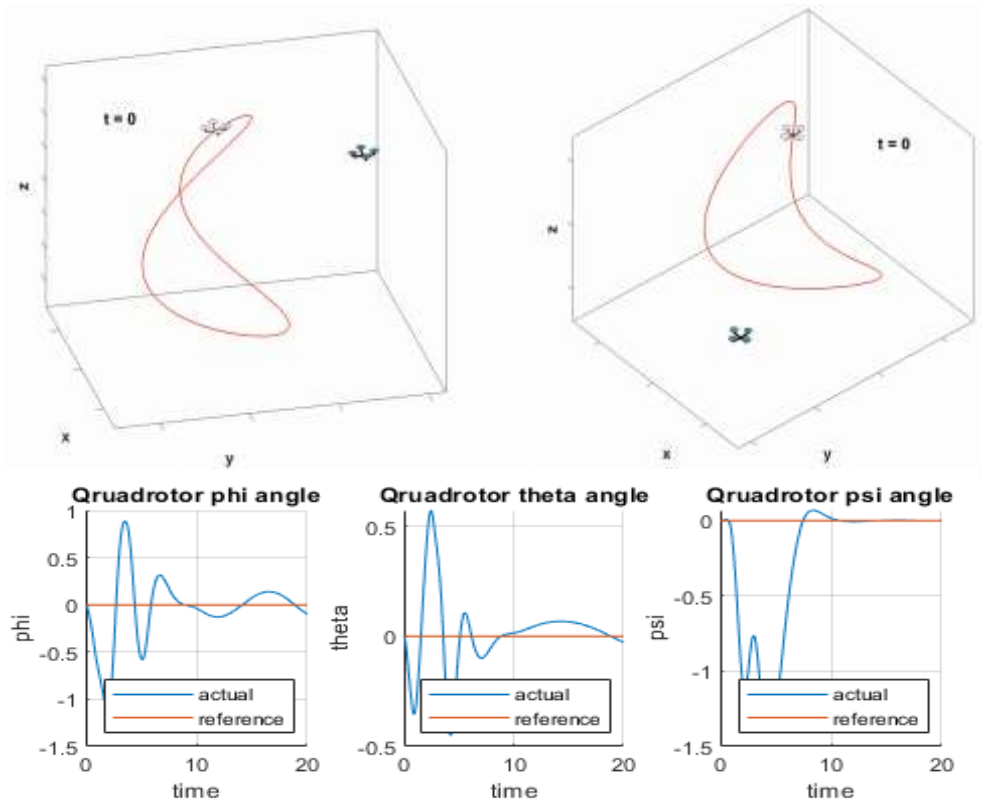 t = 0
z
x
y
t = 0
z
x
y
Qruadrotor phi angle
1
0.5
0
-0.5
-1
-1.5
phi
0
10
20
time
actual
reference
Qruadrotor theta angle
0.5
0
-0.5
theta
0
10
20
time
actual
reference
Qruadrotor psi angle
0
-0.5
-1
-1.5
psi
0
10
20
time
actual
reference